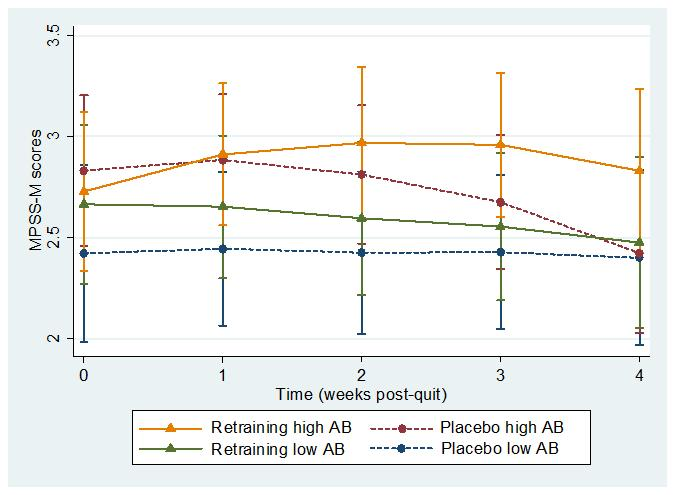 3.5
3
2.5
2
MPSS-M scores
0 1 2 3 4
Time (weeks post-quit)
Retraining high AB Placebo high AB
Retraining low AB Placebo low AB